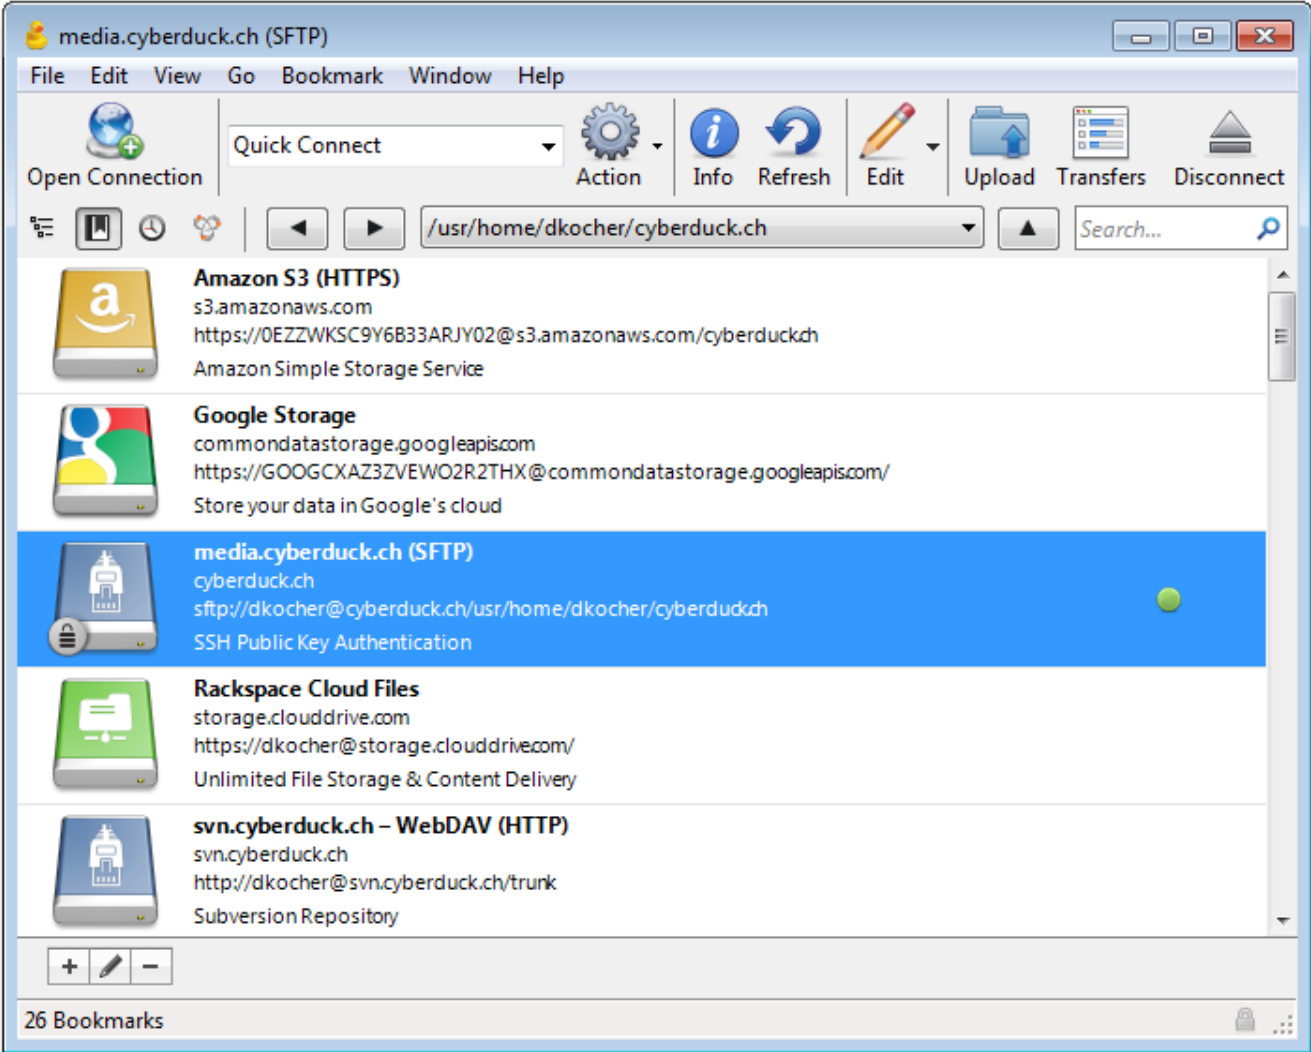 media.cyberduck.ch (SFTP)
File Edit View Go Bookmark Window Help
Quick Connect
Open Connection Action Info Refresh Edit Upload Transfers Disconnect
/usr/home/dkocher/cyberduck.ch Search...
Amazon S3 (HTTPS)
s3.amazonaws.com
https://0EZZWKSC9Y6B33ARJY02@s3.amazonaws.com/cyberduck.ch
Amazon Simple Storage Service
Google Storage
commondatastorage.googleapis.com
https://GOOGCXAZ3ZVEWO2R2THX@commondatastorage.googleapis.com/
Store your data in Google's cloud
media.cyberduck.ch (SFTP)
cyberduck.ch
sftp://dkocher@cyberduck.ch/usr/home/dkocher/cyberduck.ch
SSH Public Key Authentication
Rackspace Cloud Files
storage.clouddrive.com
https://dkocher@storage.clouddrive.com/
Unlimited File Storage & Content Delivery
svn.cyberduck.ch – WebDAV (HTTP)
svn.cyberduck.ch
http://dkocher@svn.cyberduck.ch/trunk
Subversion Repository
26 Bookmarks